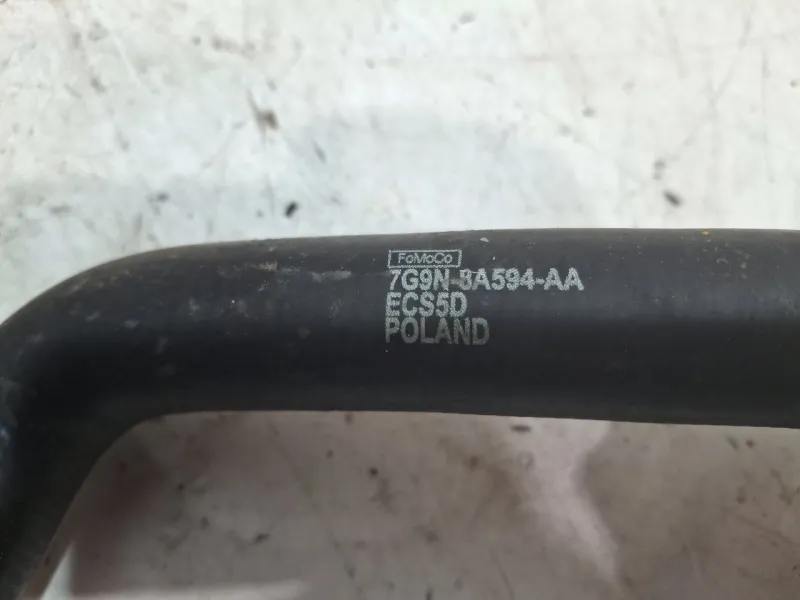 FoMoCo
7G9N-8A594-AA
ECS5D
POLAND